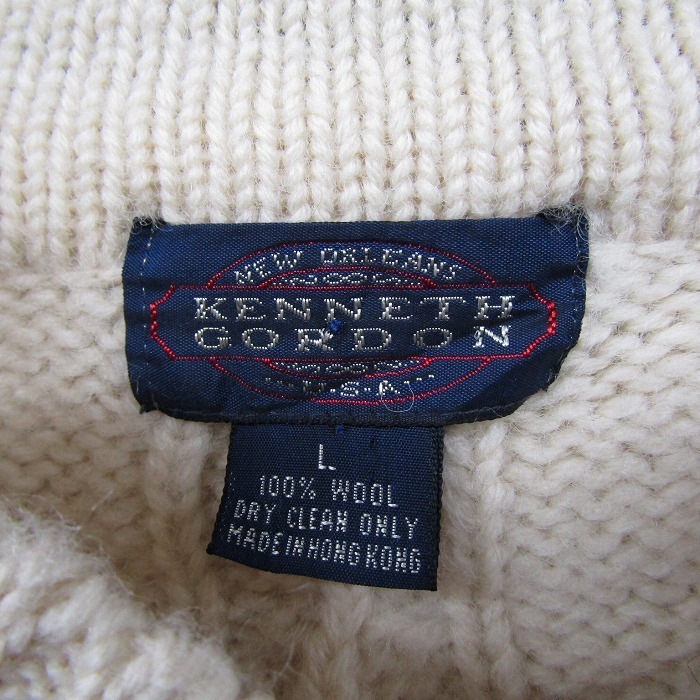 NEW ORLEANS
KENNETH
GORDON
U·S·A
L
100% WOOL
DRY CLEAN ONLY
MADE IN HONG KONG